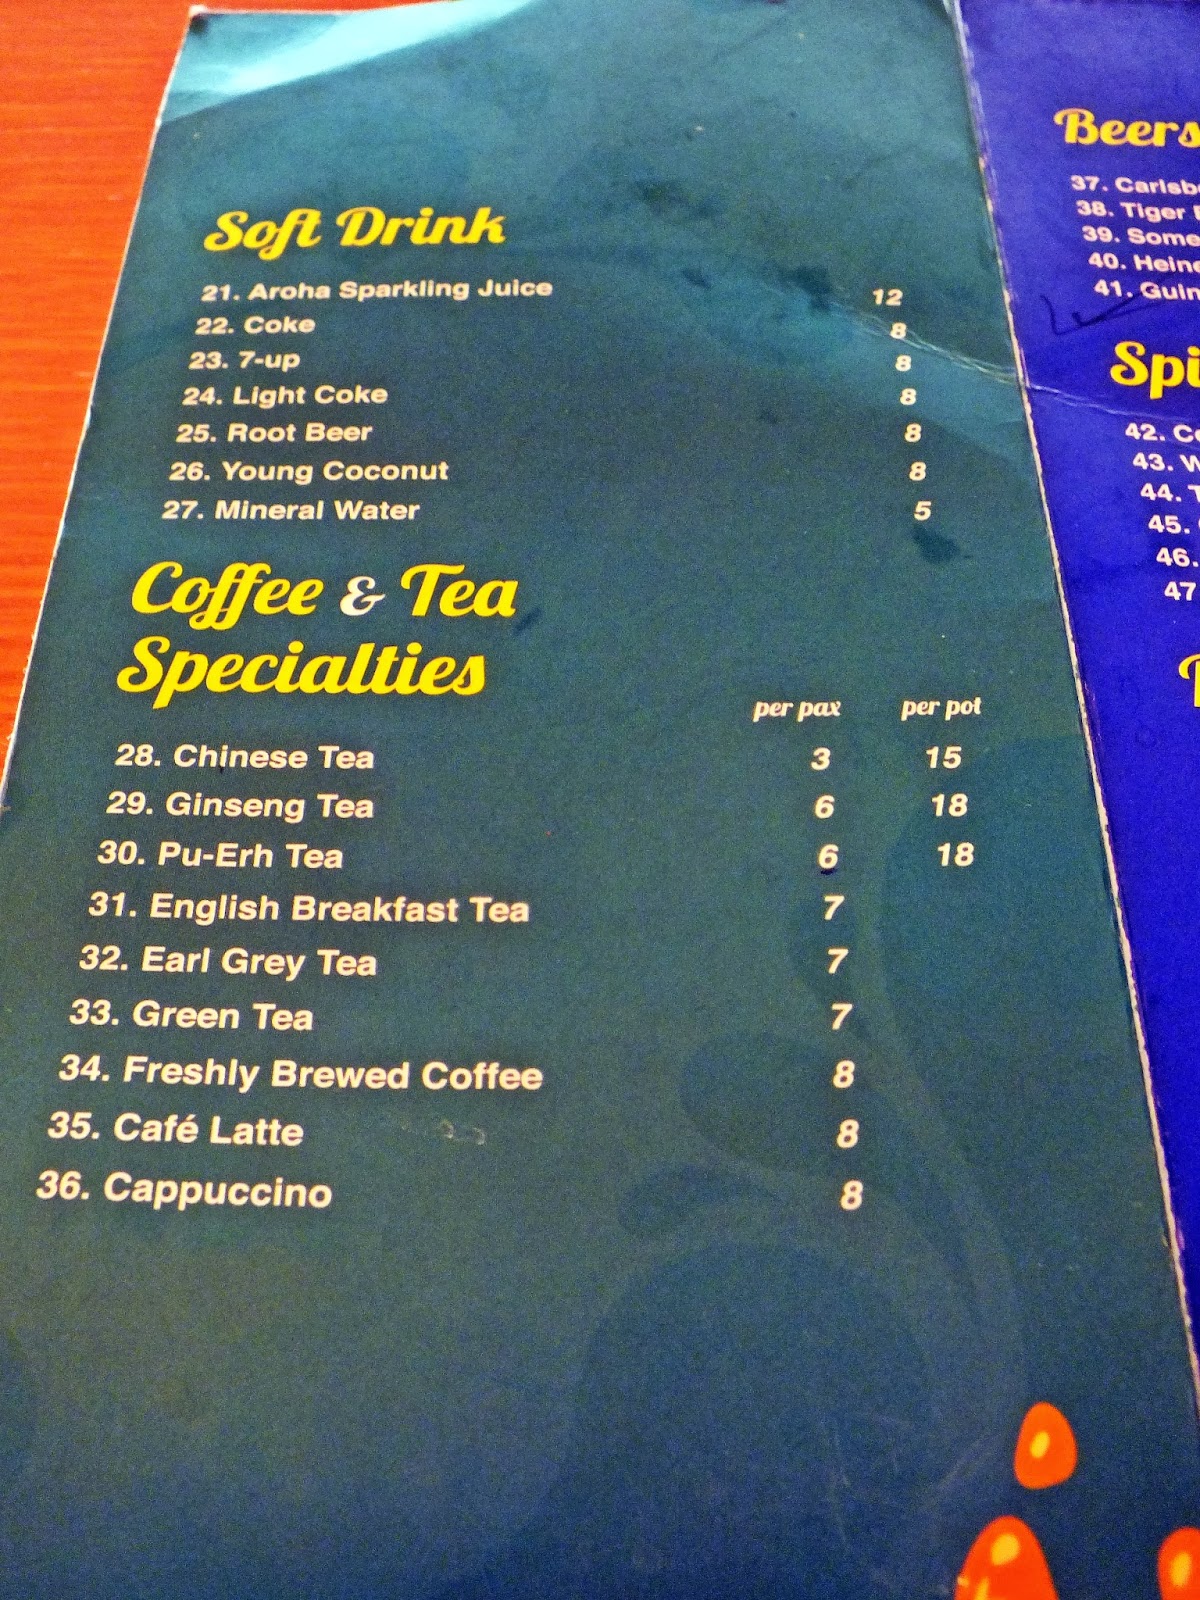 Soft Drink
21. Aroha Sparkling Juice 12
22. Coke 8
23. 7-up 8
24. Light Coke 8
25. Root Beer 8
26. Young Coconut 8
27. Mineral Water 5
Coffee & Tea
Specialties
per pax per pot
28. Chinese Tea 3 15
29. Ginseng Tea 6 18
30. Pu-Erh Tea 6 18
31. English Breakfast Tea 7
32. Earl Grey Tea 7
33. Green Tea 7
34. Freshly Brewed Coffee 8
35. Café Latte 8
36. Cappuccino 8
Beers
37.
38. Tiger
39.
40.
41.
42.
43.
44.
45.
46.
47